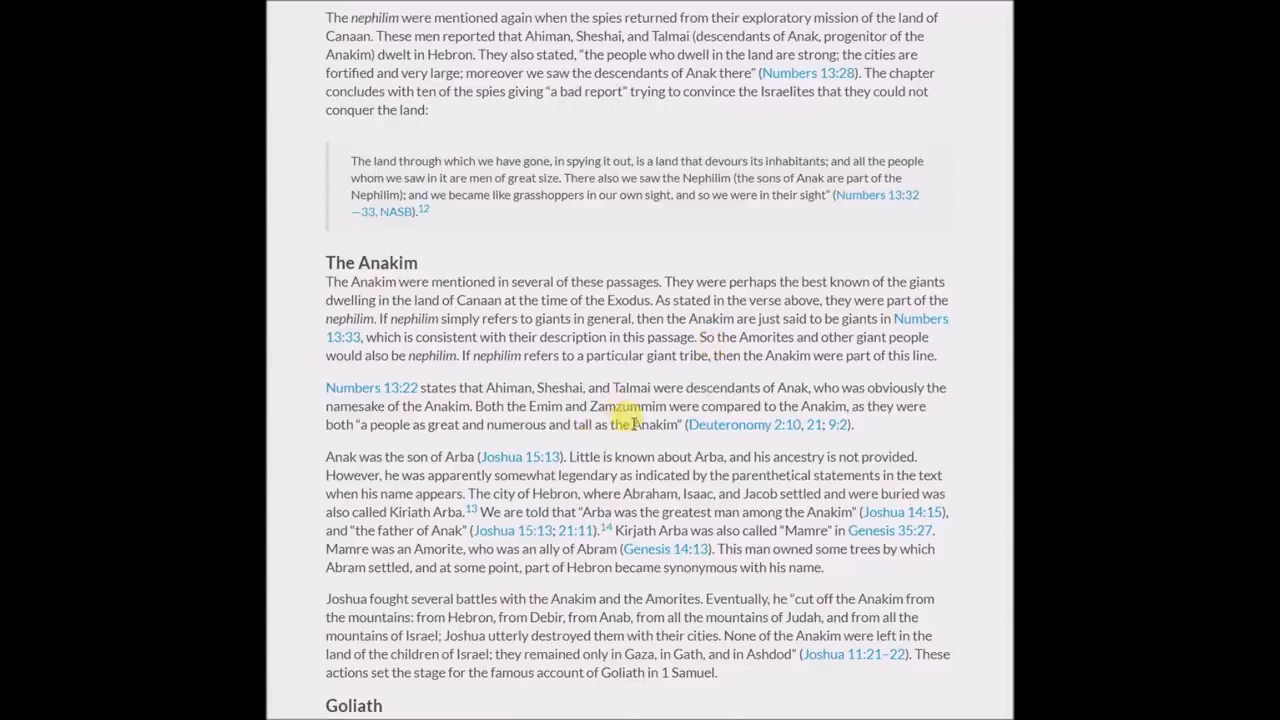 The nephilim were mentioned again when the spies returned from their exploratory mission of the land of
Canaan. These men reported that Ahiman, Sheshai, and Talmai (descendants of Anak, progenitor of the
Anakim) dwelt in Hebron. They also stated, “the people who dwell in the land are strong; the cities are
fortified and very large; moreover we saw the descendants of Anak there” (Numbers 13:28). The chapter
concludes with ten of the spies giving “a bad report” trying to convince the Israelites that they could not
conquer the land:
The land through which we have gone, in spying it out, is a land that devours its inhabitants; and all the people
whom we saw in it are men of great size. There also we saw the Nephilim (the sons of Anak are part of the
Nephilim); and we became like grasshoppers in our own sight, and so we were in their sight” (Numbers 13:32
—33, NASB).12
The Anakim
The Anakim were mentioned in several of these passages. They were perhaps the best known of the giants
dwelling in the land of Canaan at the time of the Exodus. As stated in the verse above, they were part of the
nephilim. If nephilim simply refers to giants in general, then the Anakim are just said to be giants in Numbers
13:33, which is consistent with their description in this passage. So the Amorites and other giant people
would also be nephilim. If nephilim refers to a particular giant tribe, then the Anakim were part of this line.
Numbers 13:22 states that Ahiman, Sheshai, and Talmai were descendants of Anak, who was obviously the
namesake of the Anakim. Both the Emim and Zamzummim were compared to the Anakim, as they were
both “a people as great and numerous and tall as the Anakim” (Deuteronomy 2:10, 21; 9:2).
Anak was the son of Arba (Joshua 15:13). Little is known about Arba, and his ancestry is not provided.
However, he was apparently somewhat legendary as indicated by the parenthetical statements in the text
when his name appears. The city of Hebron, where Abraham, Isaac, and Jacob settled and were buried was
also called Kiriath Arba.13 We are told that “Arba was the greatest man among the Anakim” (Joshua 14:15),
and “the father of Anak” (Joshua 15:13; 21:11).14 Kirjath Arba was also called “Mamre” in Genesis 35:27.
Mamre was an Amorite, who was an ally of Abram (Genesis 14:13). This man owned some trees by which
Abram settled, and at some point, part of Hebron became synonymous with his name.
Joshua fought several battles with the Anakim and the Amorites. Eventually, he “cut off the Anakim from
the mountains: from Hebron, from Debir, from Anab, from all the mountains of Judah, and from all the
mountains of Israel; Joshua utterly destroyed them with their cities. None of the Anakim were left in the
land of the children of Israel; they remained only in Gaza, in Gath, and in Ashdod” (Joshua 11:21–22). These
actions set the stage for the famous account of Goliath in 1 Samuel.
Goliath